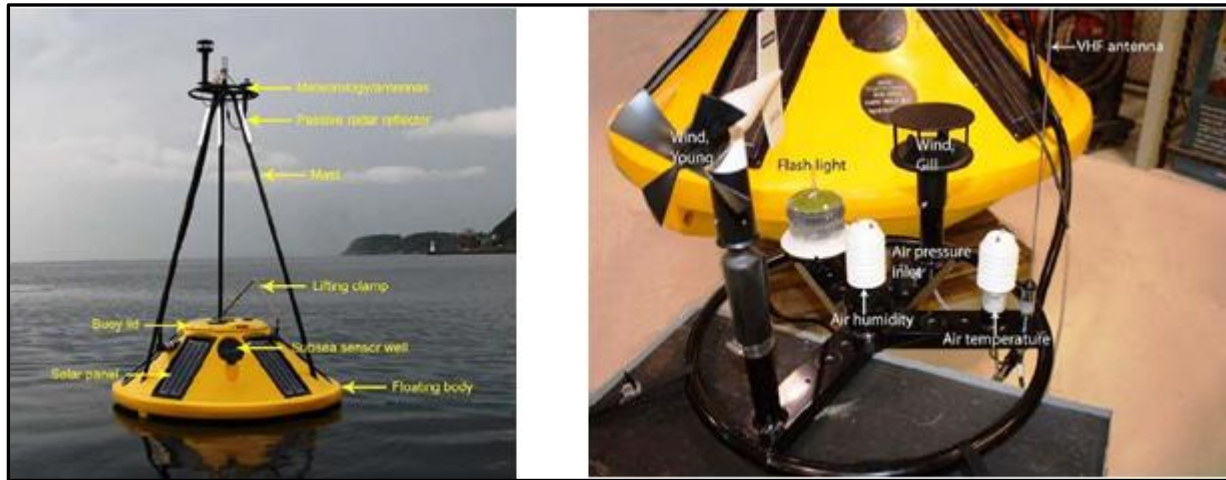 Meteorology/antennas
Passive radar reflector
Mast
Lifting clamp
Buoy lid
Subsea sensor well
Solar panel
Floating body
VHF antenna
Wind,
Young
Wind,
Gill
Flash light
Air pressure
inlet
Air humidity
Air temperature